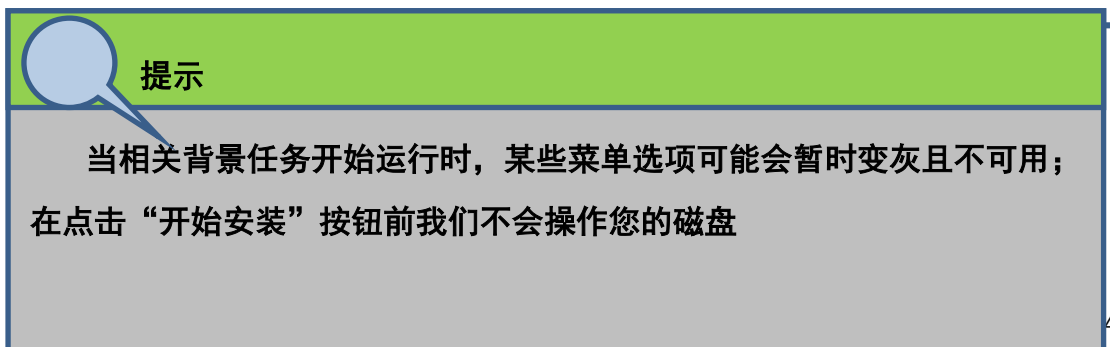 提示
当相关背景任务开始运行时，某些菜单选项可能会暂时变灰且不可用；
在点击“开始安装”按钮前我们不会操作您的磁盘